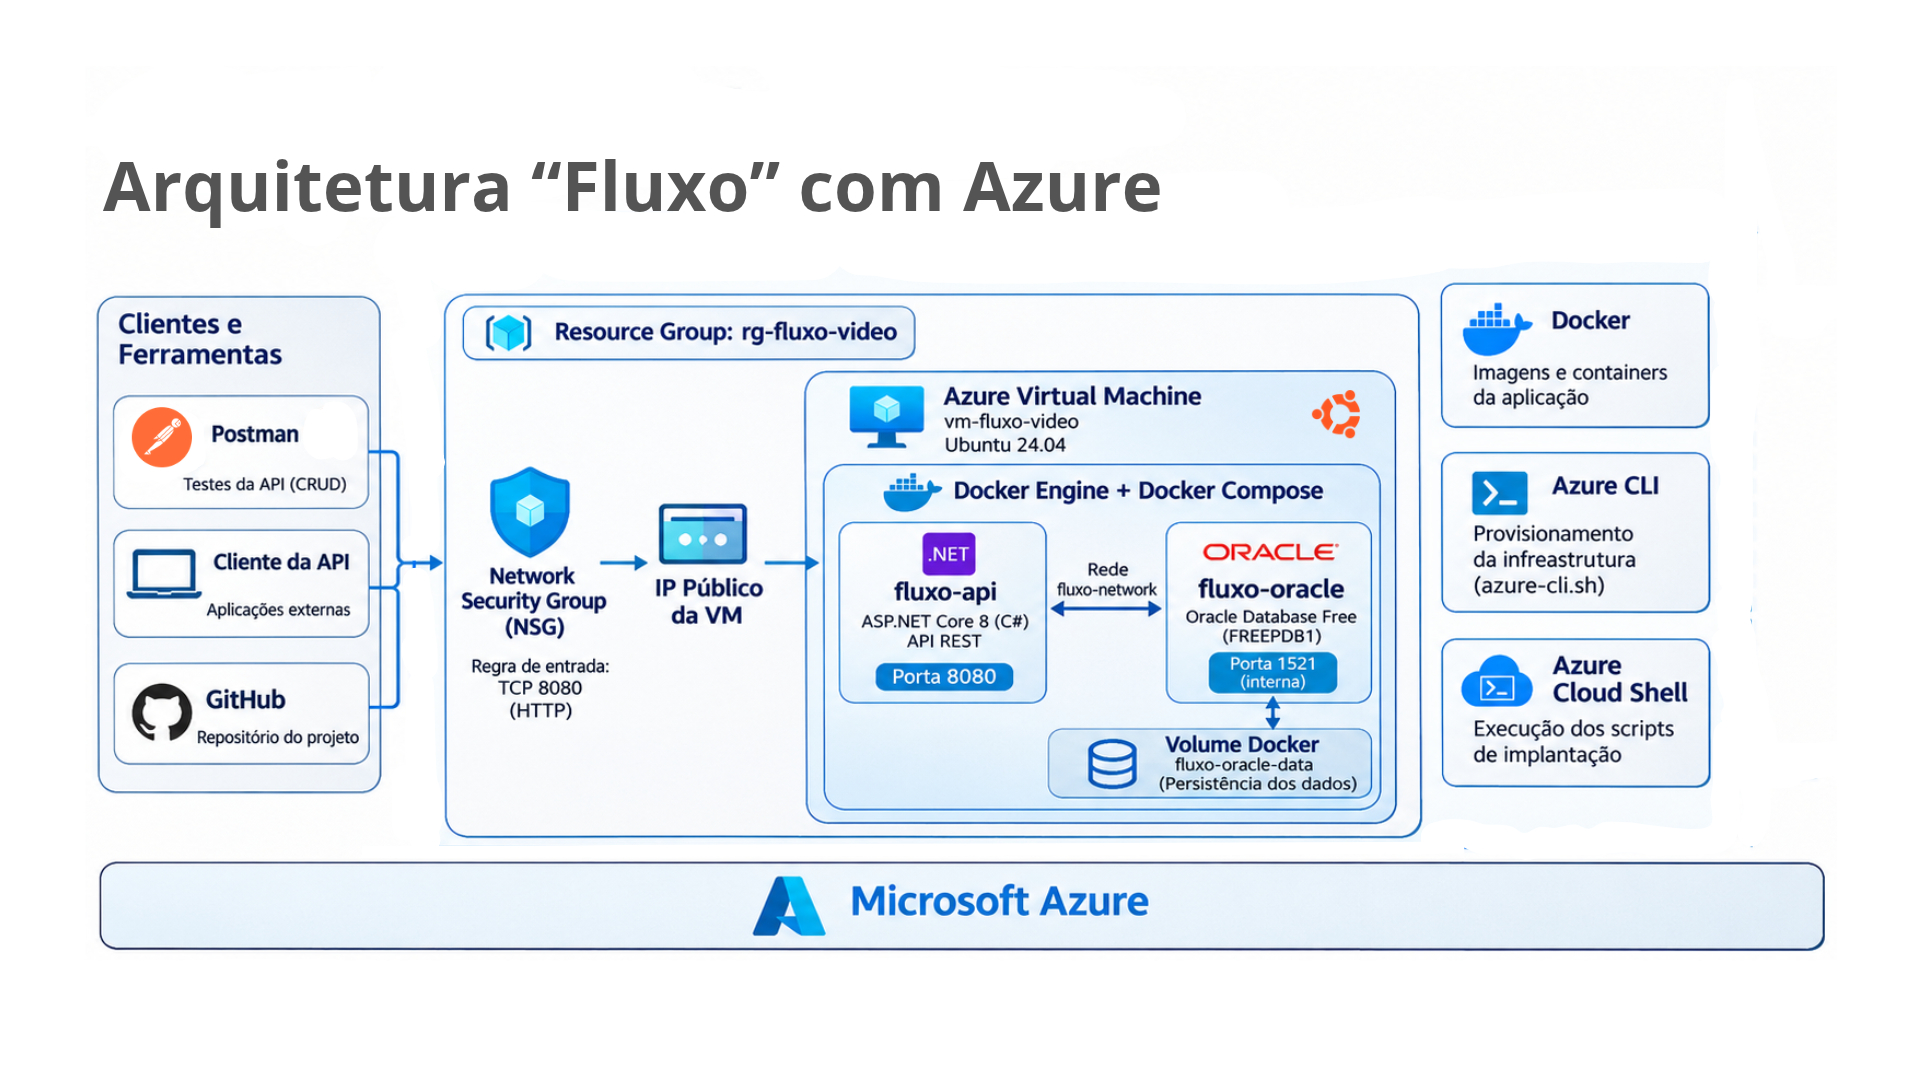 Arquitetura “Fluxo” com Azure
Clientes e
Ferramentas
Postman
Testes da API (CRUD)
Cliente da API
Aplicações externas
GitHub
Repositório do projeto
Resource Group: rg-fluxo-video
Network
Security Group
(NSG)
Regra de entrada:
TCP 8080
(HTTP)
IP Público
da VM
Azure Virtual Machine
vm-fluxo-video
Ubuntu 24.04
Docker Engine + Docker Compose
.NET
fluxo-api
ASP.NET Core 8 (C#)
API REST
Porta 8080
Rede
fluxo-network
ORACLE
fluxo-oracle
Oracle Database Free
(FREEPDB1)
Porta 1521
(interna)
Volume Docker
fluxo-oracle-data
(Persistência dos dados)
Docker
Imagens e containers
da aplicação
Azure CLI
Provisionamento
da infreastrutura
(azure-cli.sh)
Azure
Cloud Shell
Execução dos scripts
de implantação
Microsoft Azure